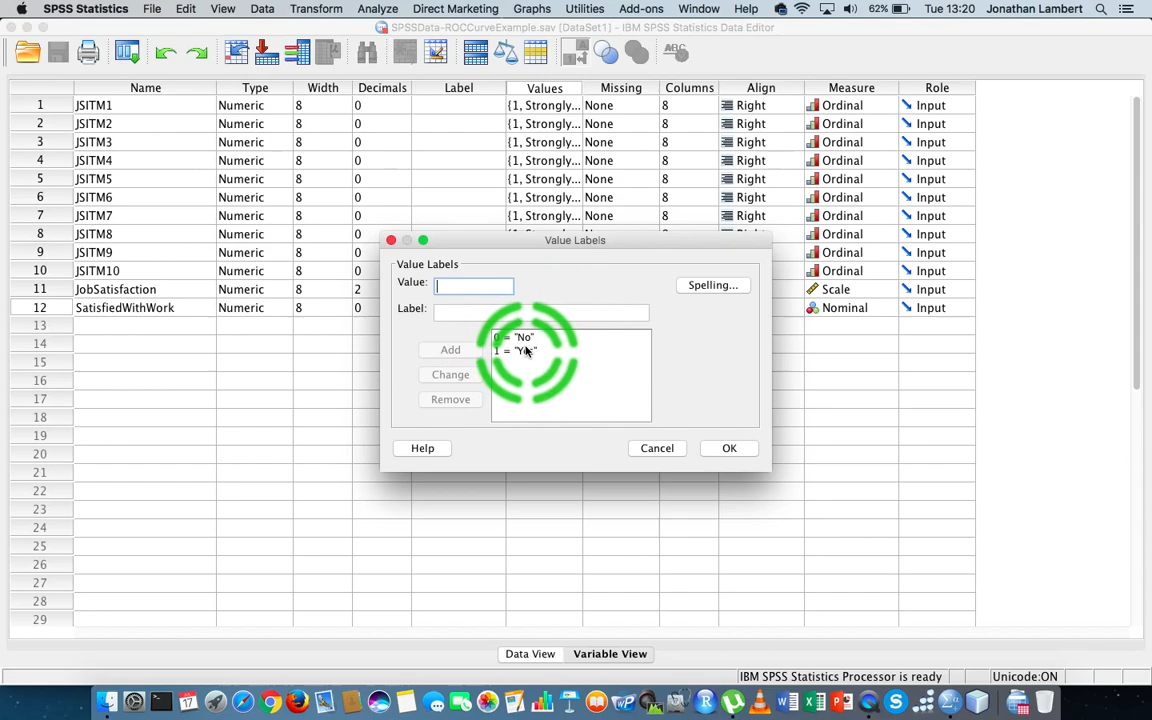 SPSS Statistics File Edit View Data Transform Analyze Direct Marketing Graphs Utilities Add-ons Window Help 62% Tue 13:20 Jonathan Lambert
SPSSData-ROCCurveExample.sav [DataSet1] - IBM SPSS Statistics Data Editor
Name Type Width Decimals Label Values Missing Columns Align Measure Role
1 JSITM1 Numeric 8 0 {1, Strongly... None 8 Right Ordinal Input
2 JSITM2 Numeric 8 0 {1, Strongly... None 8 Right Ordinal Input
3 JSITM3 Numeric 8 0 {1, Strongly... None 8 Right Ordinal Input
4 JSITM4 Numeric 8 0 {1, Strongly... None 8 Right Ordinal Input
5 JSITM5 Numeric 8 0 {1, Strongly... None 8 Right Ordinal Input
6 JSITM6 Numeric 8 0 {1, Strongly... None 8 Right Ordinal Input
7 JSITM7 Numeric 8 0 {1, Strongly... None 8 Right Ordinal Input
8 JSITM8 Numeric 8 Ordinal Input
9 JSITM9 Numeric 8 0 Ordinal Input
10 JSITM10 Numeric 8 0 Ordinal Input
11 JobSatisfaction Numeric 8 2 Scale Input
12 SatisfiedWithWork Numeric 8 0 Nominal Input
13
14
15
16
17
18
19
20
21
22
23
24
25
26
27
28
29
Value Labels
Value Labels
Value: Spelling...
Label:
0 = "No"
1 = "Yes"
Add
Change
Remove
Help Cancel OK
Data View Variable View
IBM SPSS Statistics Processor is ready Unicode:ON